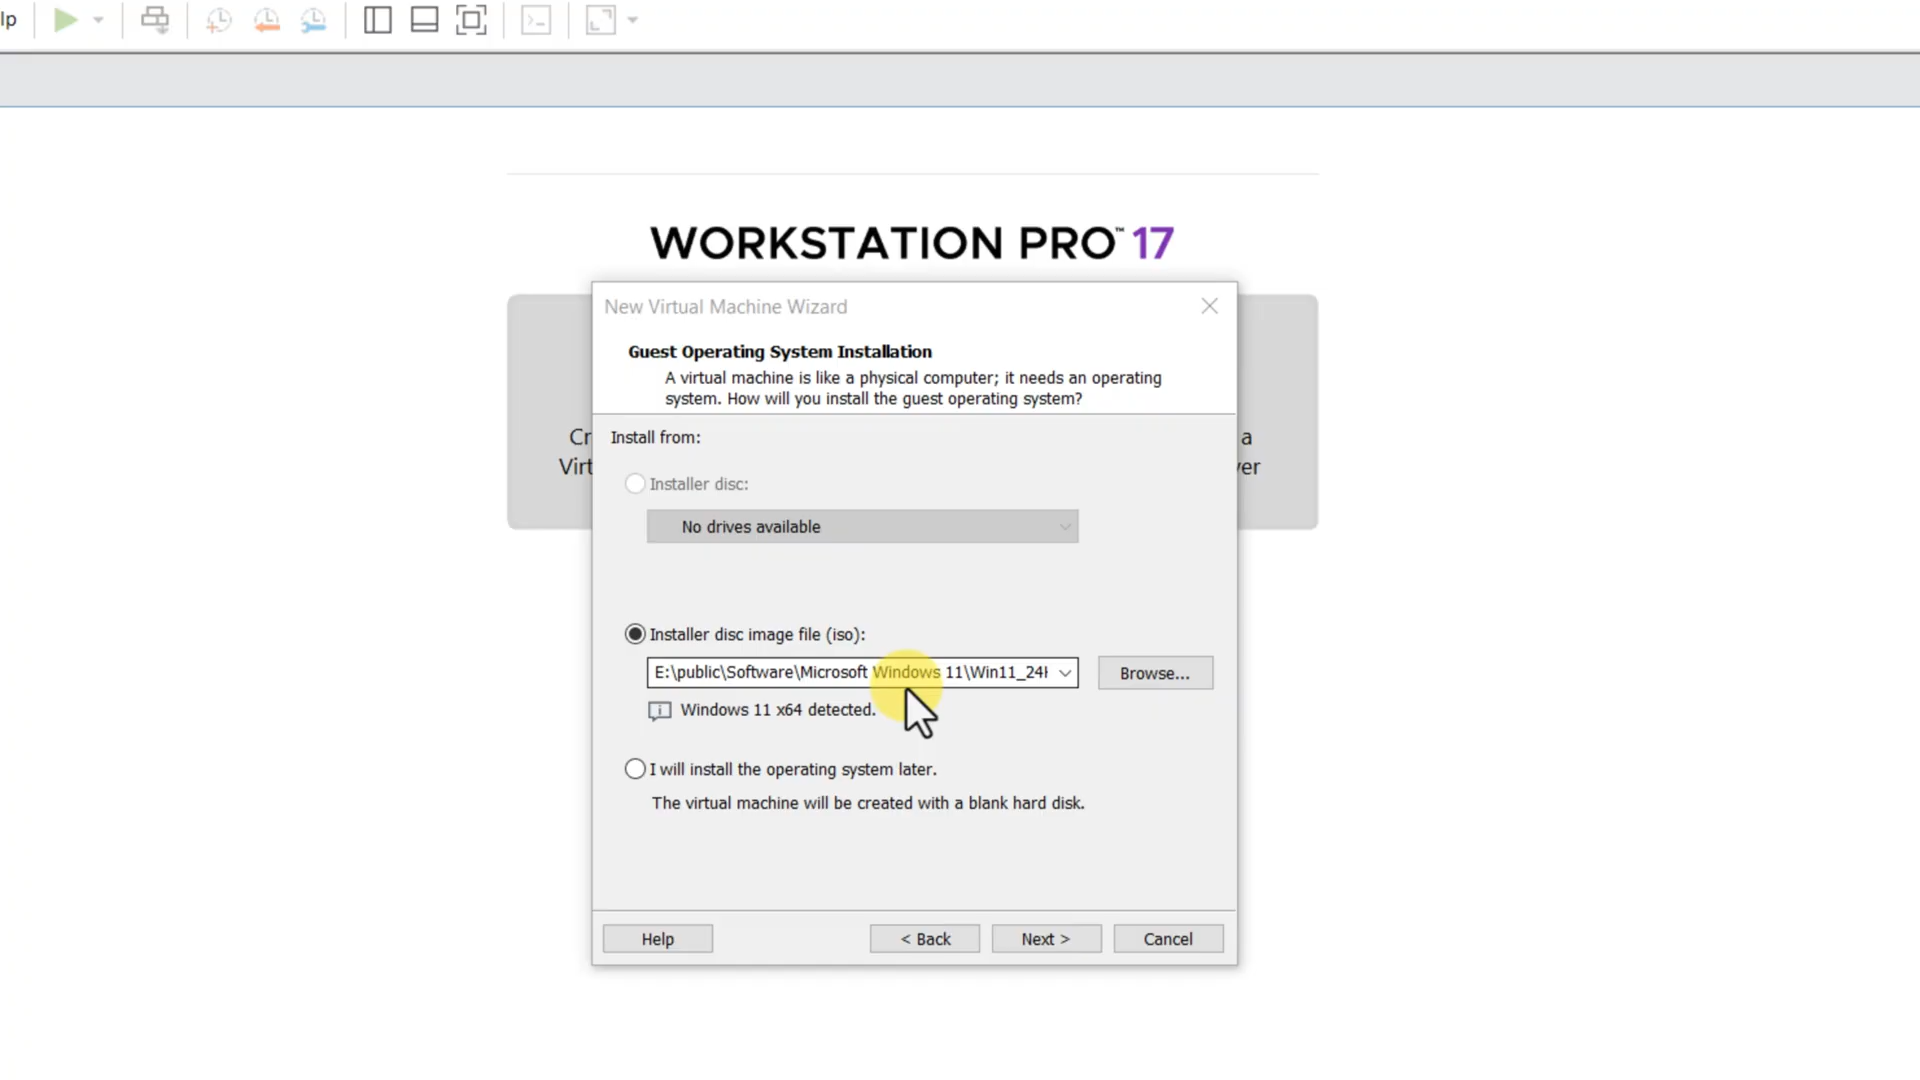 lp
WORKSTATION PRO™ 17
New Virtual Machine Wizard
Guest Operating System Installation
A virtual machine is like a physical computer; it needs an operating
system. How will you install the guest operating system?
Install from:
Cr
a
Virt
ver
Installer disc:
No drives available
Installer disc image file (iso):
E:\public\Software\Microsoft Windows 11\Win11_24H
Browse...
Windows 11 x64 detected.
I will install the operating system later.
The virtual machine will be created with a blank hard disk.
Help
< Back
Next >
Cancel